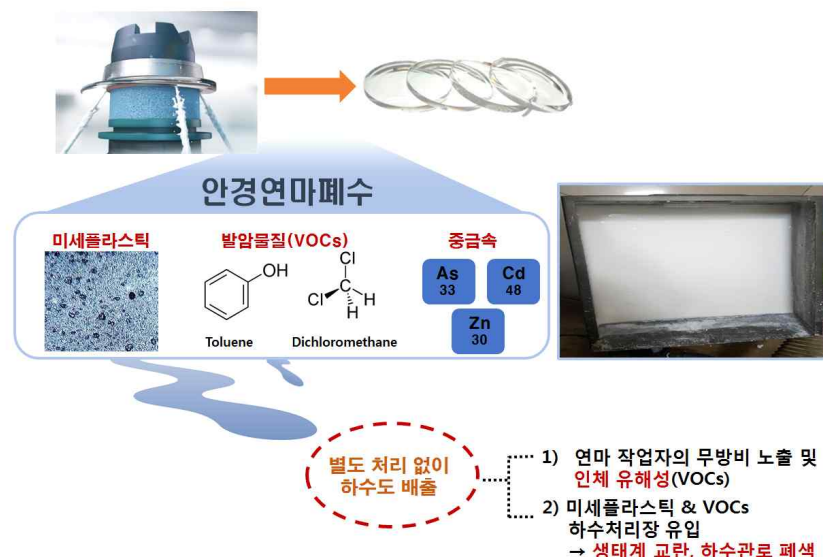 안경연마폐수
미세플라스틱
발암물질(VOCs)
중금속
OH
Toluene
Cl
Cl
C
H
H
Dichloromethane
As
33
Cd
48
Zn
30
별도 처리 없이
하수도 배출
1) 연마 작업자의 무방비 노출 및
인체 유해성(VOCs)
2) 미세플라스틱 & VOCs
하수처리장 유입
→ 생태계 교란, 하수관로 폐색